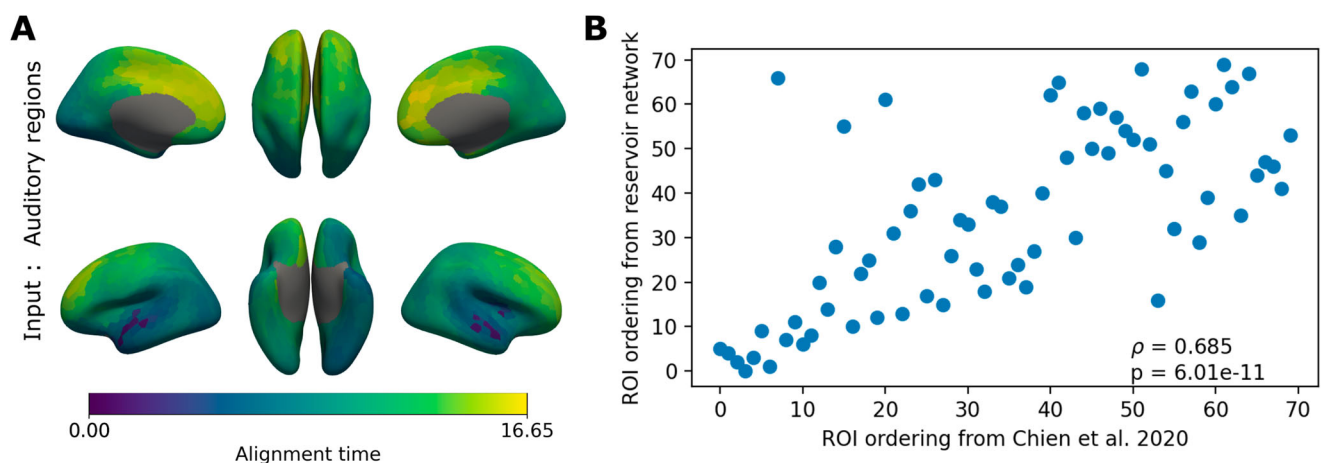 A
Input : Auditory regions
0.00
16.65
Alignment time
B
ROI ordering from reservoir network
70
60
50
40
30
20
10
0
ρ = 0.685
p = 6.01e-11
0 10 20 30 40 50 60 70
ROI ordering from Chien et al. 2020